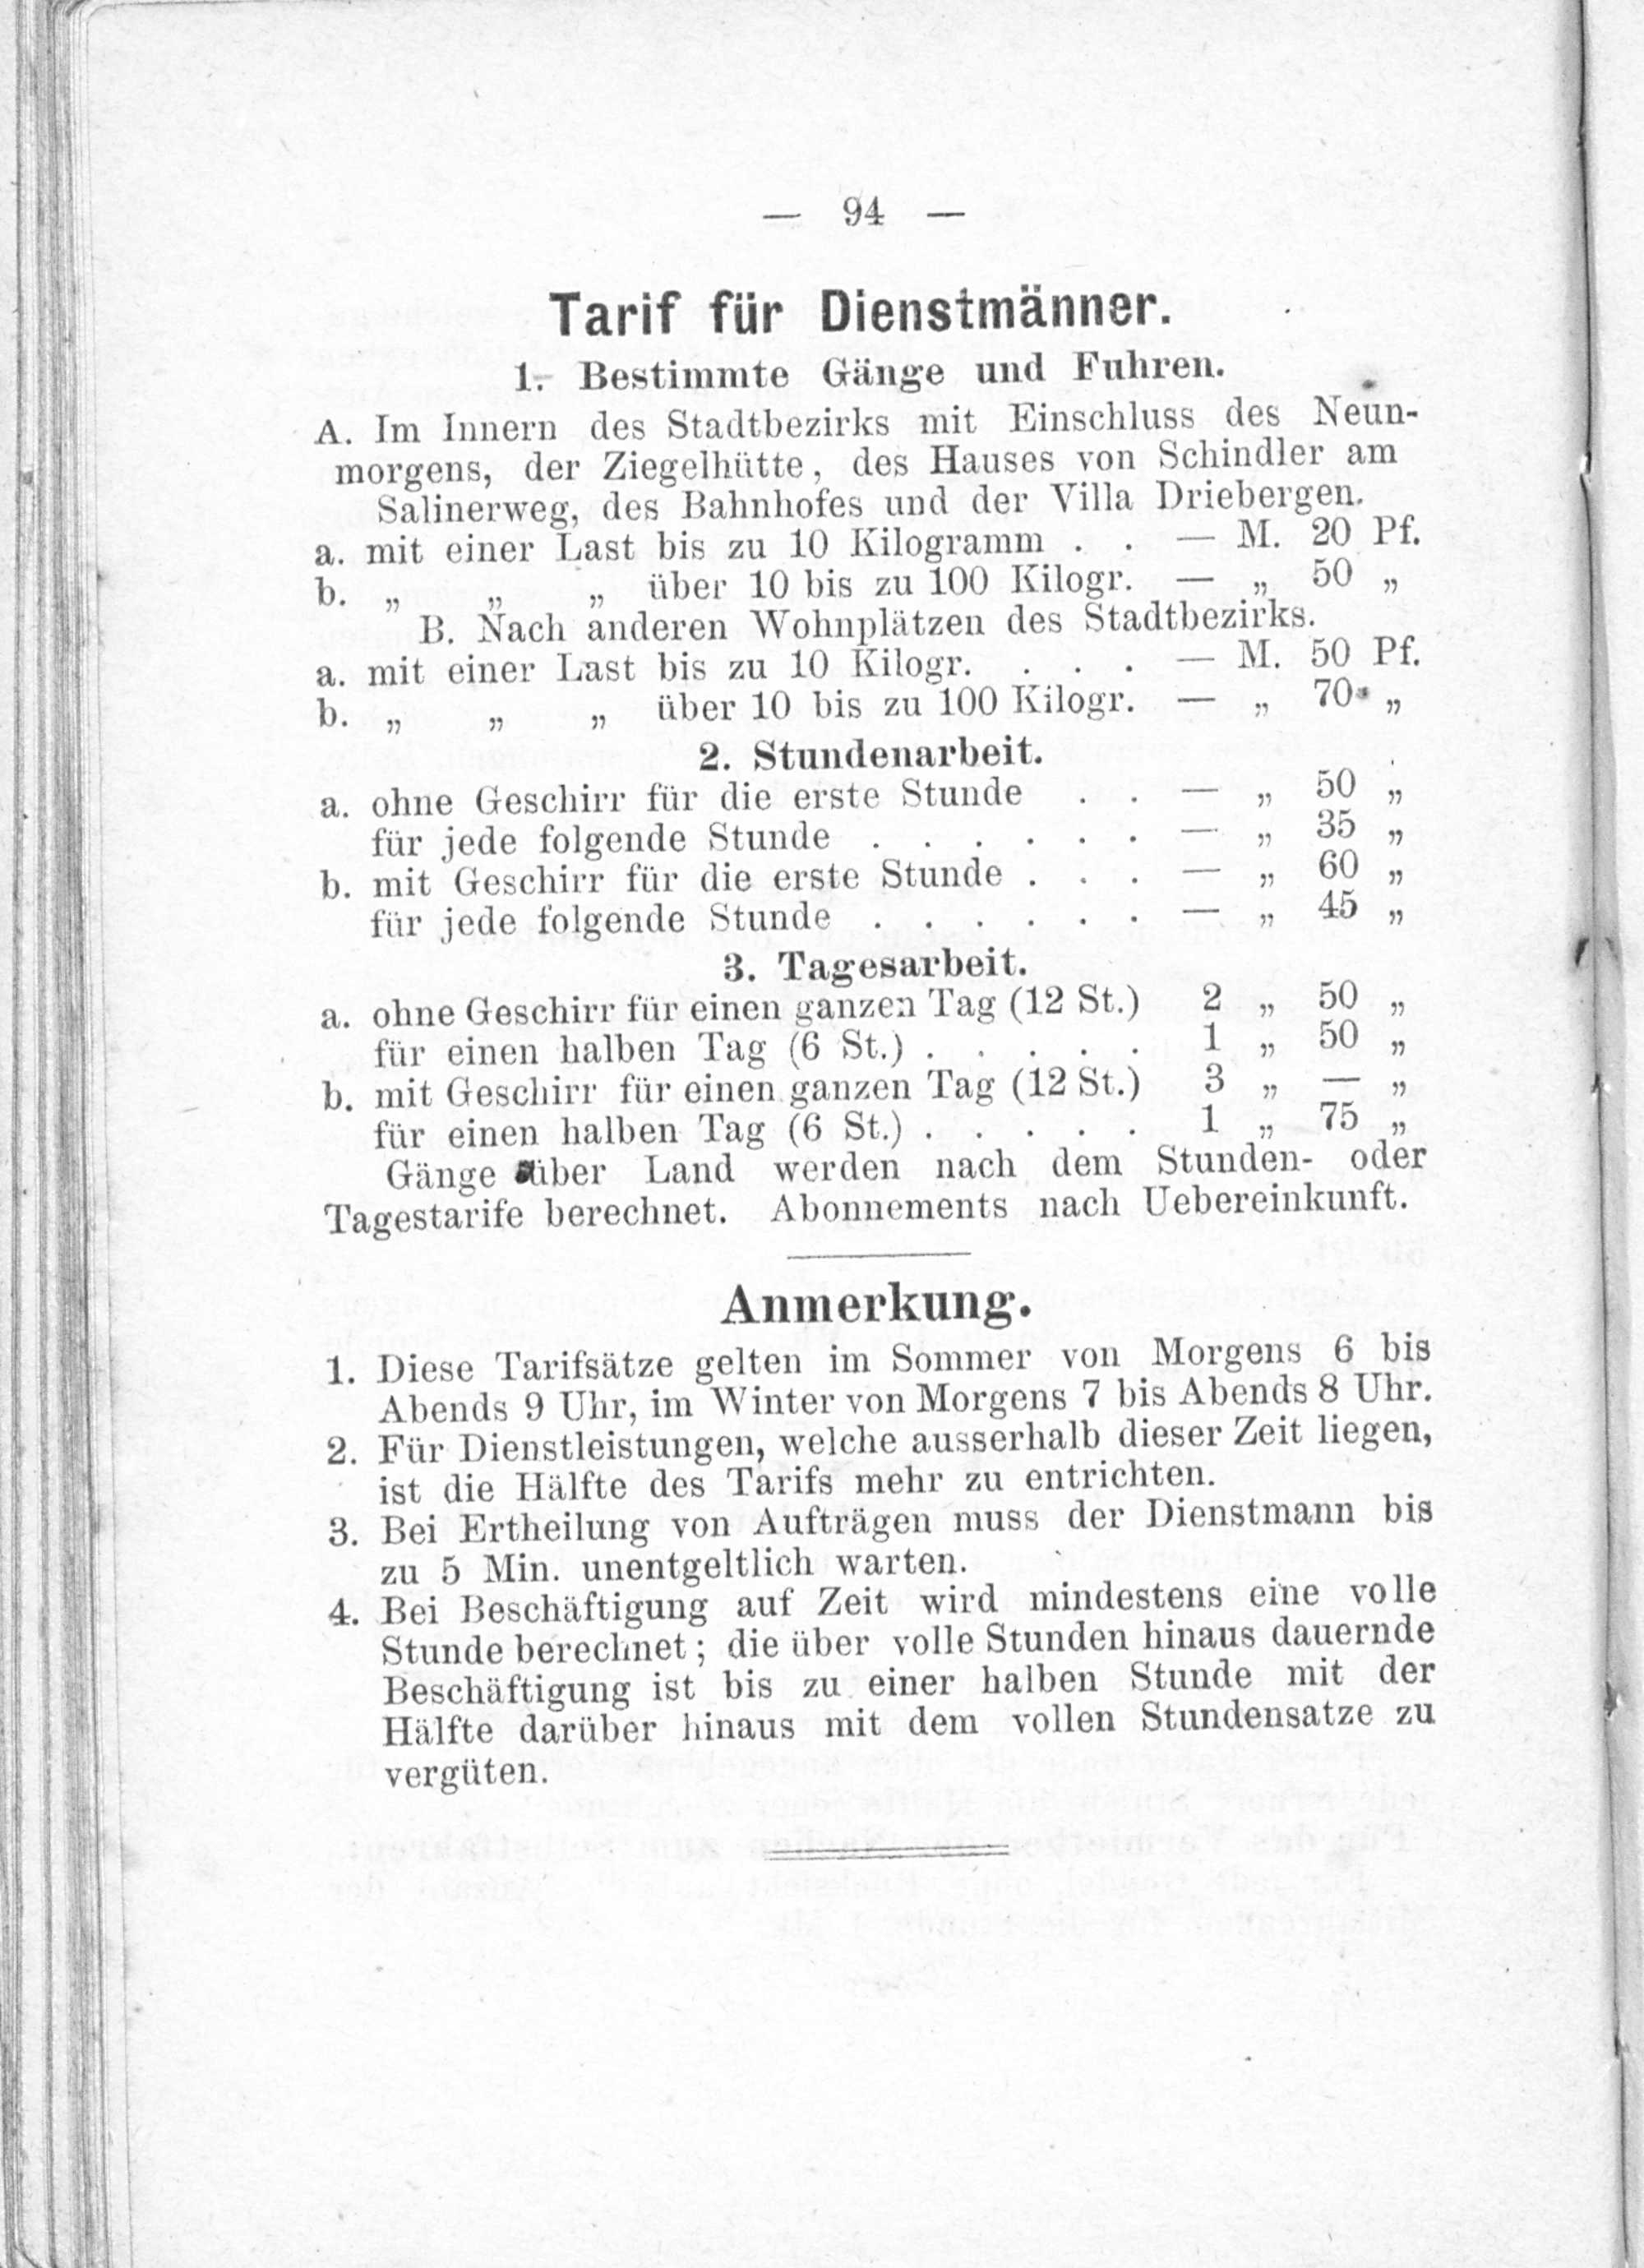 — 94 —
Tarif für Dienstmänner.
1. Bestimmte Gänge und Fuhren.
A. Im Innern des Stadtbezirks mit Einschluss des Neun-
morgens, der Ziegelhütte, des Hauses von Schindler am
Salinerweg, des Bahnhofes und der Villa Driebergen.
a. mit einer Last bis zu 10 Kilogramm . . — M. 20 Pf.
b. „ „ „ über 10 bis zu 100 Kilogr. — „ 50 „
B. Nach anderen Wohnplätzen des Stadtbezirks.
a. mit einer Last bis zu 10 Kilogr. . . . — M. 50 Pf.
b. „ „ „ über 10 bis zu 100 Kilogr. — „ 70 „
2. Stundenarbeit.
a. ohne Geschirr für die erste Stunde . . — „ 50 „
für jede folgende Stunde . . . . . . — „ 35 „
b. mit Geschirr für die erste Stunde . . . — „ 60 „
für jede folgende Stunde . . . . . . — „ 45 „
3. Tagesarbeit.
a. ohne Geschirr für einen ganzen Tag (12 St.) 2 „ 50 „
für einen halben Tag (6 St.) . . . . . 1 „ 50 „
b. mit Geschirr für einen ganzen Tag (12 St.) 3 „ — „
für einen halben Tag (6 St.) . . . . . 1 „ 75 „
Gänge über Land werden nach dem Stunden- oder
Tagestarife berechnet. Abonnements nach Uebereinkunft.
Anmerkung.
1. Diese Tarifsätze gelten im Sommer von Morgens 6 bis
Abends 9 Uhr, im Winter von Morgens 7 bis Abends 8 Uhr.
2. Für Dienstleistungen, welche ausserhalb dieser Zeit liegen,
ist die Hälfte des Tarifs mehr zu entrichten.
3. Bei Ertheilung von Aufträgen muss der Dienstmann bis
zu 5 Min. unentgeltlich warten.
4. Bei Beschäftigung auf Zeit wird mindestens eine volle
Stunde berechnet; die über volle Stunden hinaus dauernde
Beschäftigung ist bis zu einer halben Stunde mit der
Hälfte darüber hinaus mit dem vollen Stundensatze zu
vergüten.